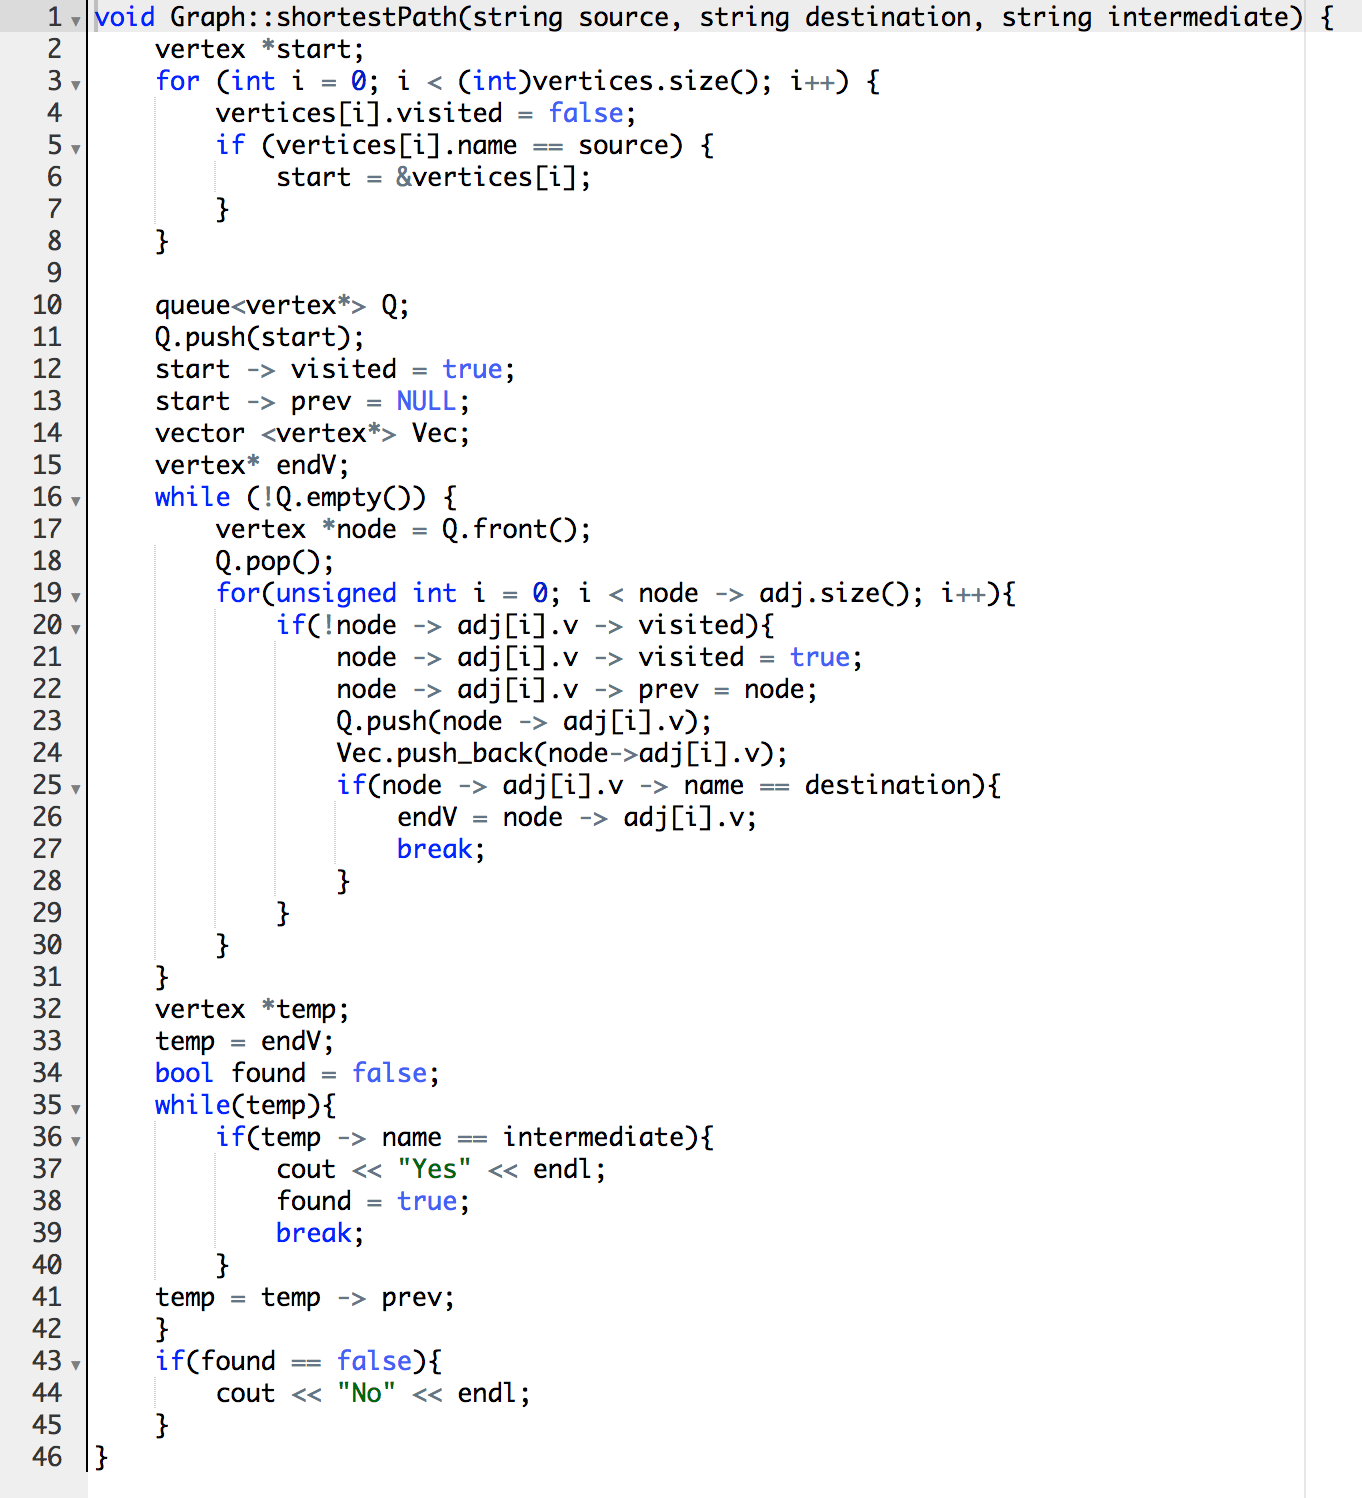 1 void Graph::shortestPath(string source, string destination, string intermediate) {
2     vertex *start;
3     for (int i = 0; i < (int)vertices.size(); i++) {
4         vertices[i].visited = false;
5         if (vertices[i].name == source) {
6             start = &vertices[i];
7         }
8     }
9
10     queue<vertex*> Q;
11     Q.push(start);
12     start -> visited = true;
13     start -> prev = NULL;
14     vector <vertex*> Vec;
15     vertex* endV;
16     while (!Q.empty()) {
17         vertex *node = Q.front();
18         Q.pop();
19         for(unsigned int i = 0; i < node -> adj.size(); i++){
20             if(!node -> adj[i].v -> visited){
21                 node -> adj[i].v -> visited = true;
22                 node -> adj[i].v -> prev = node;
23                 Q.push(node -> adj[i].v);
24                 Vec.push_back(node->adj[i].v);
25                 if(node -> adj[i].v -> name == destination){
26                     endV = node -> adj[i].v;
27                     break;
28                 }
29             }
30         }
31     }
32     vertex *temp;
33     temp = endV;
34     bool found = false;
35     while(temp){
36         if(temp -> name == intermediate){
37             cout << "Yes" << endl;
38             found = true;
39             break;
40         }
41     temp = temp -> prev;
42     }
43     if(found == false){
44         cout << "No" << endl;
45     }
46 }